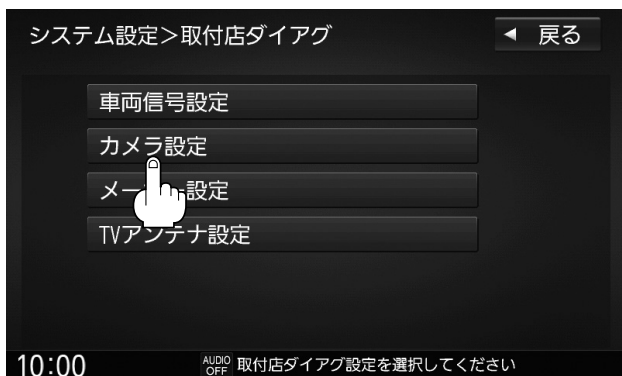 システム設定＞取付店ダイアグ
◀ 戻る
車両信号設定
カメラ設定
メー 設定
TVアンテナ設定
10:00
AUDIO OFF 取付店ダイアグ設定を選択してください